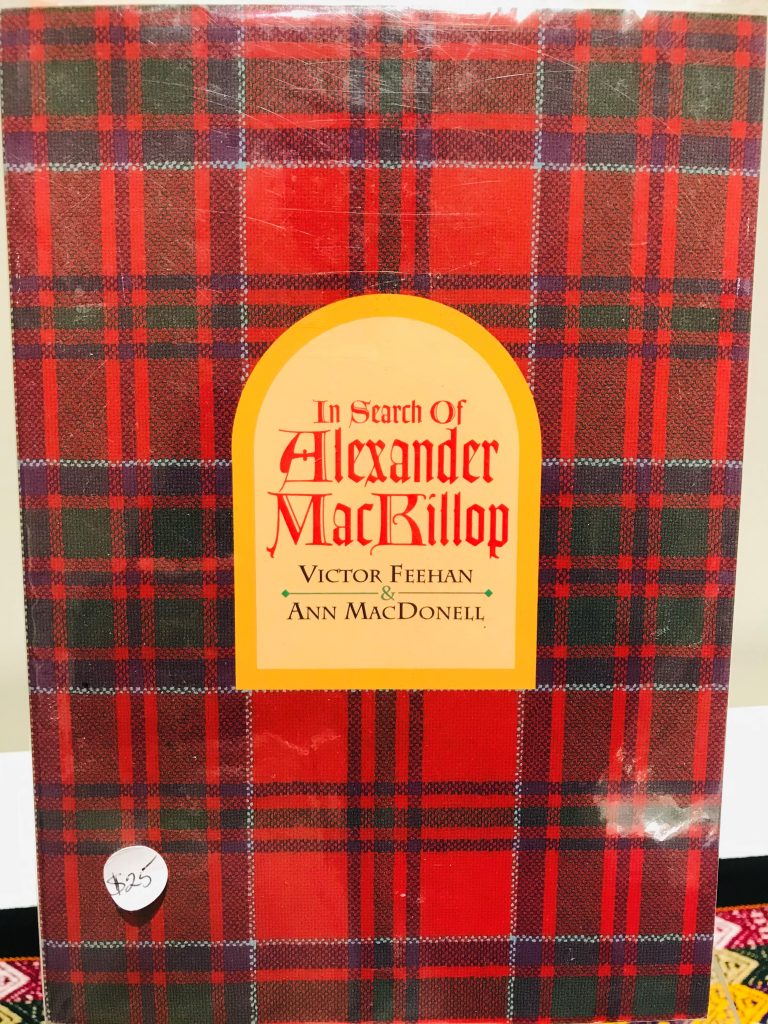 In Search Of
Alexander
MacKillop
Victor Feehan
&
Ann MacDonell
$25